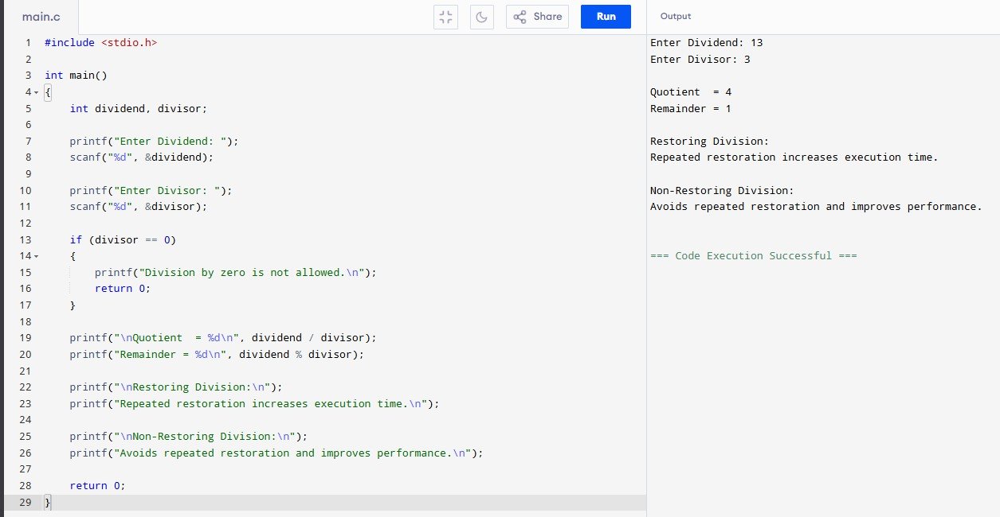 main.c
Share
Run
Output
1 #include <stdio.h>
2
3 int main()
4 {
5     int dividend, divisor;
6
7     printf("Enter Dividend: ");
8     scanf("%d", &dividend);
9
10     printf("Enter Divisor: ");
11     scanf("%d", &divisor);
12
13     if (divisor == 0)
14     {
15         printf("Division by zero is not allowed.\n");
16         return 0;
17     }
18
19     printf("\nQuotient  = %d\n", dividend / divisor);
20     printf("Remainder = %d\n", dividend % divisor);
21
22     printf("\nRestoring Division:\n");
23     printf("Repeated restoration increases execution time.\n");
24
25     printf("\nNon-Restoring Division:\n");
26     printf("Avoids repeated restoration and improves performance.\n");
27
28     return 0;
29 }
Enter Dividend: 13
Enter Divisor: 3
Quotient  = 4
Remainder = 1
Restoring Division:
Repeated restoration increases execution time.
Non-Restoring Division:
Avoids repeated restoration and improves performance.
=== Code Execution Successful ===